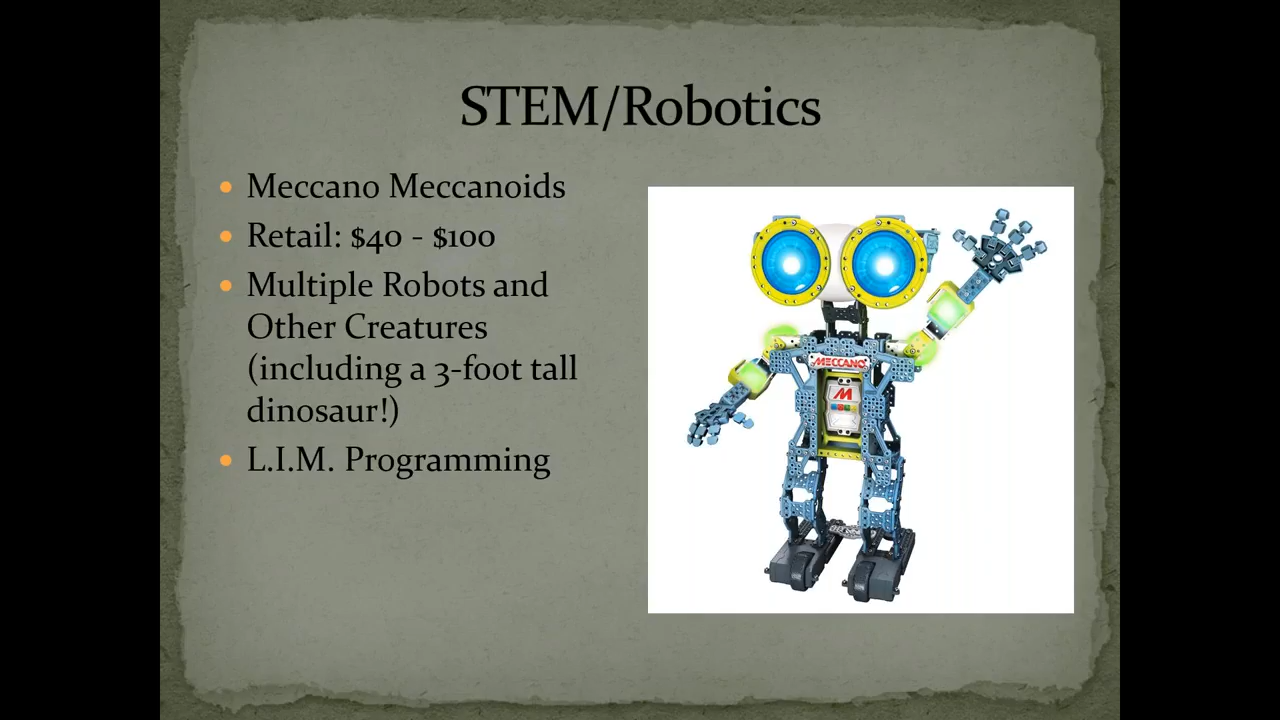 STEM/Robotics
Meccano Meccanoids
Retail: $40 - $100
Multiple Robots and
Other Creatures
(including a 3-foot tall
dinosaur!)
L.I.M. Programming
MECCANO
M